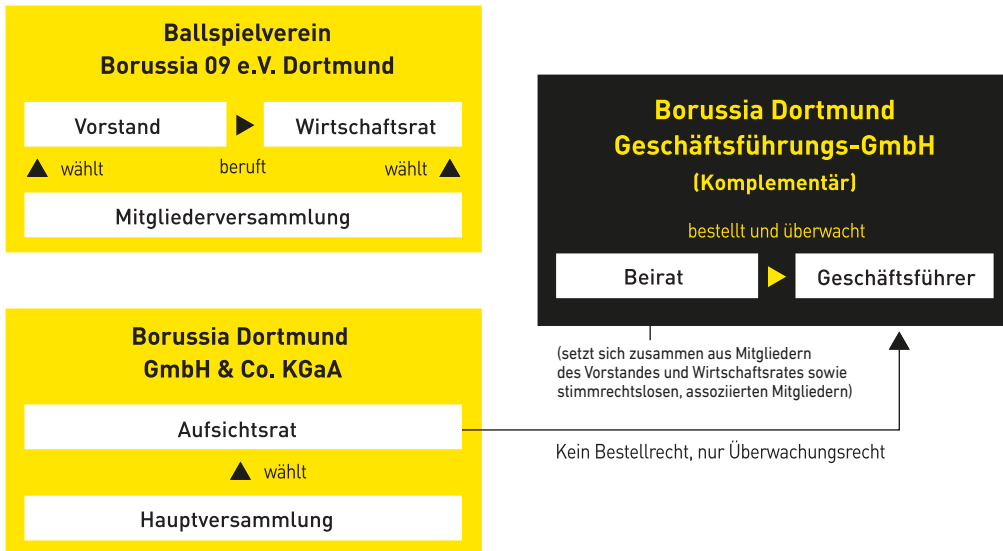 Ballspielverein
Borussia 09 e.V. Dortmund
Vorstand
Wirtschaftsrat
wählt
beruft
wählt
Mitgliederversammlung
Borussia Dortmund
Geschäftsführungs-GmbH
(Komplementär)
bestellt und überwacht
Beirat
Geschäftsführer
(setzt sich zusammen aus Mitgliedern
des Vorstandes und Wirtschaftsrates sowie
stimmrechtslosen, assoziierten Mitgliedern)
Borussia Dortmund
GmbH & Co. KGaA
Aufsichtsrat
Kein Bestellrecht, nur Überwachungsrecht
wählt
Hauptversammlung